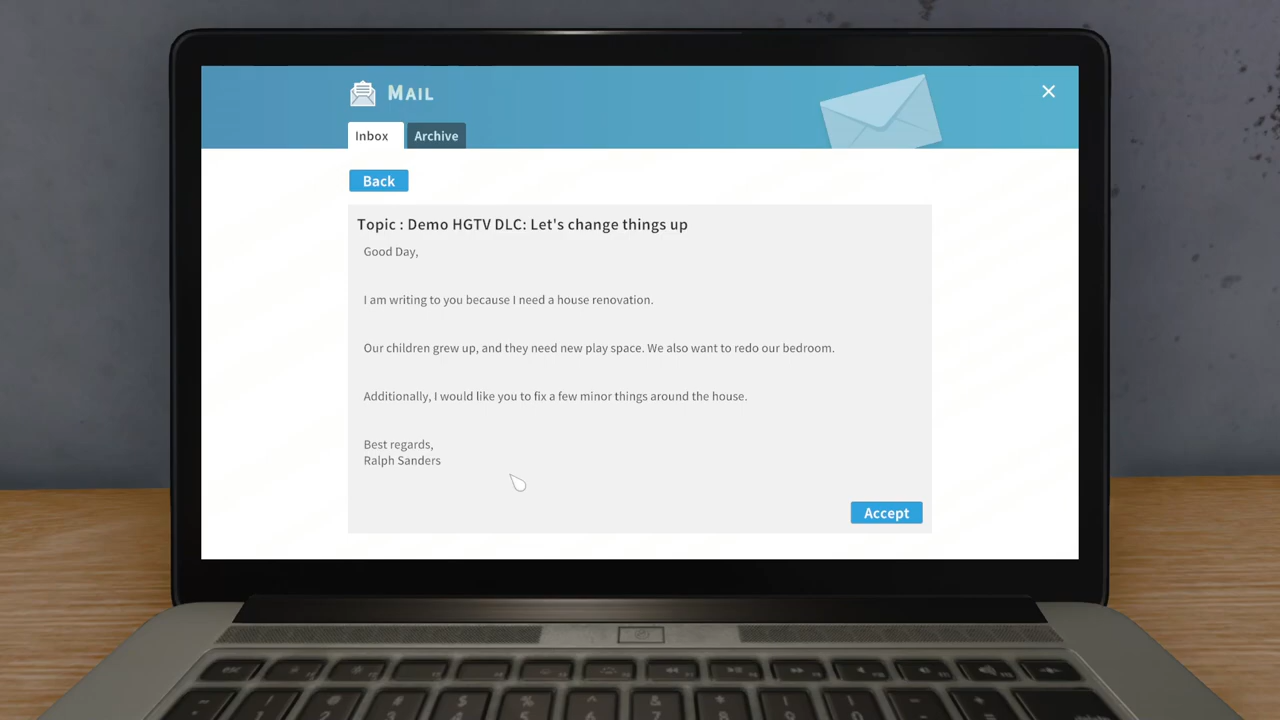 MAIL
Inbox
Archive
Back
Topic : Demo HGTV DLC: Let's change things up
Good Day,
I am writing to you because I need a house renovation.
Our children grew up, and they need new play space. We also want to redo our bedroom.
Additionally, I would like you to fix a few minor things around the house.
Best regards,
Ralph Sanders
Accept